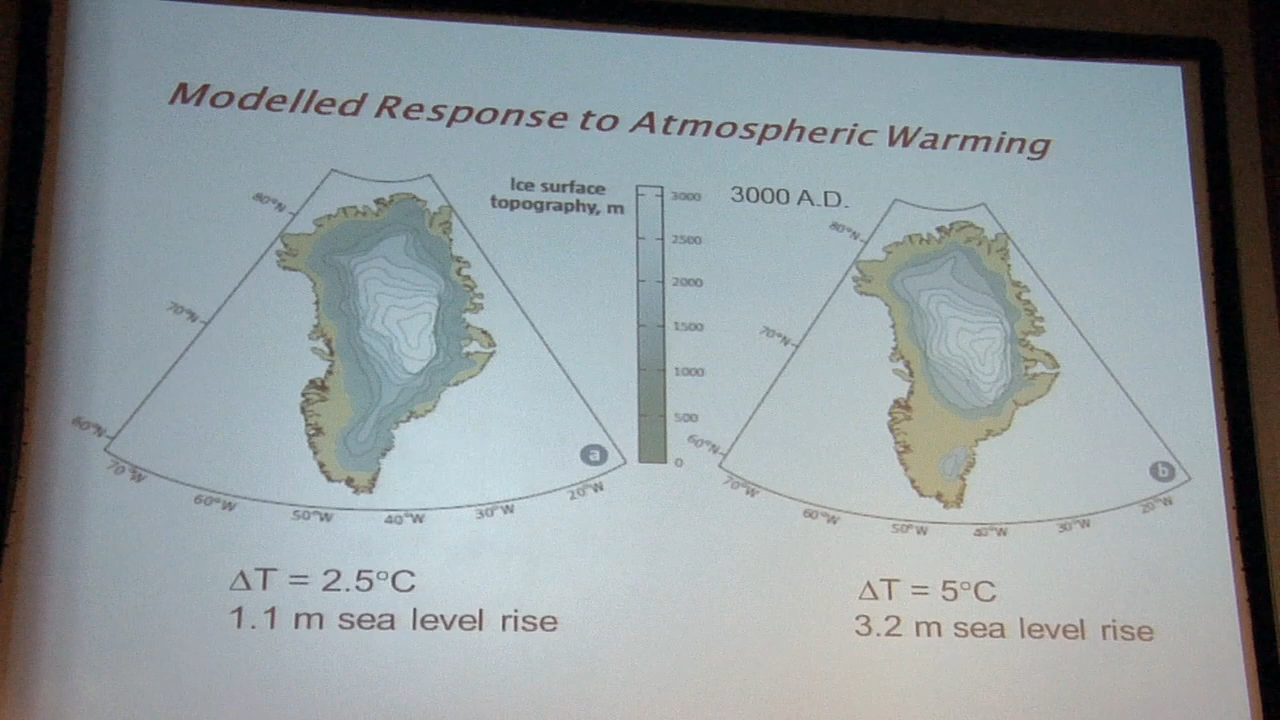 Modelled Response to Atmospheric Warming
Ice surface
topography, m
3000
2500
2000
1500
1000
500
0
3000 A.D.
80°N
70°N
60°N
70°W
60°W
50°W
40°W
30°W
20°W
a
80°N
70°N
60°N
70°W
60°W
50°W
40°W
30°W
20°W
b
ΔT = 2.5°C
1.1 m sea level rise
ΔT = 5°C
3.2 m sea level rise